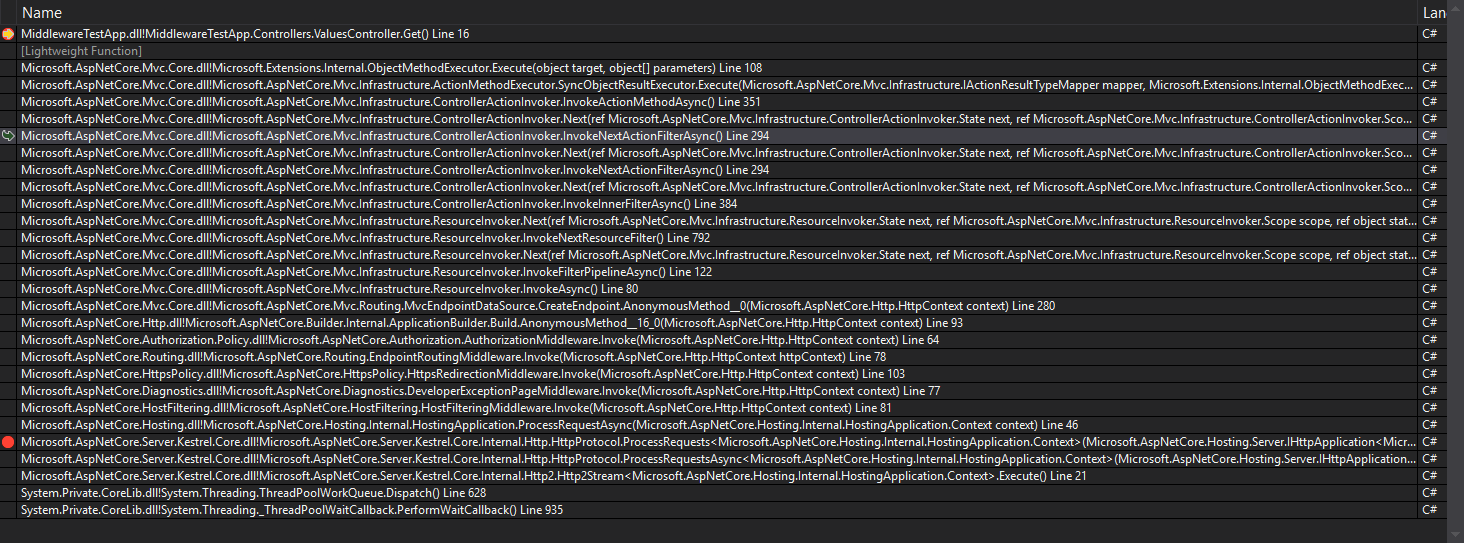 Name Lan
MiddlewareTestApp.dll!MiddlewareTestApp.Controllers.ValuesController.Get() Line 16 C#
[Lightweight Function]
Microsoft.AspNetCore.Mvc.Core.dll!Microsoft.Extensions.Internal.ObjectMethodExecutor.Execute(object target, object[] parameters) Line 108 C#
Microsoft.AspNetCore.Mvc.Core.dll!Microsoft.AspNetCore.Mvc.Infrastructure.ActionMethodExecutor.SyncObjectResultExecutor.Execute(Microsoft.AspNetCore.Mvc.Infrastructure.IActionResultTypeMapper mapper, Microsoft.Extensions.Internal.ObjectMethodExec... C#
Microsoft.AspNetCore.Mvc.Core.dll!Microsoft.AspNetCore.Mvc.Infrastructure.ControllerActionInvoker.InvokeActionMethodAsync() Line 351 C#
Microsoft.AspNetCore.Mvc.Core.dll!Microsoft.AspNetCore.Mvc.Infrastructure.ControllerActionInvoker.Next(ref Microsoft.AspNetCore.Mvc.Infrastructure.ControllerActionInvoker.State next, ref Microsoft.AspNetCore.Mvc.Infrastructure.ControllerActionInvoker.Sco... C#
Microsoft.AspNetCore.Mvc.Core.dll!Microsoft.AspNetCore.Mvc.Infrastructure.ControllerActionInvoker.InvokeNextActionFilterAsync() Line 294 C#
Microsoft.AspNetCore.Mvc.Core.dll!Microsoft.AspNetCore.Mvc.Infrastructure.ControllerActionInvoker.Next(ref Microsoft.AspNetCore.Mvc.Infrastructure.ControllerActionInvoker.State next, ref Microsoft.AspNetCore.Mvc.Infrastructure.ControllerActionInvoker.Sco... C#
Microsoft.AspNetCore.Mvc.Core.dll!Microsoft.AspNetCore.Mvc.Infrastructure.ControllerActionInvoker.InvokeNextActionFilterAsync() Line 294 C#
Microsoft.AspNetCore.Mvc.Core.dll!Microsoft.AspNetCore.Mvc.Infrastructure.ControllerActionInvoker.Next(ref Microsoft.AspNetCore.Mvc.Infrastructure.ControllerActionInvoker.State next, ref Microsoft.AspNetCore.Mvc.Infrastructure.ControllerActionInvoker.Sco... C#
Microsoft.AspNetCore.Mvc.Core.dll!Microsoft.AspNetCore.Mvc.Infrastructure.ControllerActionInvoker.InvokeInnerFilterAsync() Line 384 C#
Microsoft.AspNetCore.Mvc.Core.dll!Microsoft.AspNetCore.Mvc.Infrastructure.ResourceInvoker.Next(ref Microsoft.AspNetCore.Mvc.Infrastructure.ResourceInvoker.State next, ref Microsoft.AspNetCore.Mvc.Infrastructure.ResourceInvoker.Scope scope, ref object stat... C#
Microsoft.AspNetCore.Mvc.Core.dll!Microsoft.AspNetCore.Mvc.Infrastructure.ResourceInvoker.InvokeNextResourceFilter() Line 792 C#
Microsoft.AspNetCore.Mvc.Core.dll!Microsoft.AspNetCore.Mvc.Infrastructure.ResourceInvoker.Next(ref Microsoft.AspNetCore.Mvc.Infrastructure.ResourceInvoker.State next, ref Microsoft.AspNetCore.Mvc.Infrastructure.ResourceInvoker.Scope scope, ref object stat... C#
Microsoft.AspNetCore.Mvc.Core.dll!Microsoft.AspNetCore.Mvc.Infrastructure.ResourceInvoker.InvokeFilterPipelineAsync() Line 122 C#
Microsoft.AspNetCore.Mvc.Core.dll!Microsoft.AspNetCore.Mvc.Infrastructure.ResourceInvoker.InvokeAsync() Line 80 C#
Microsoft.AspNetCore.Mvc.Core.dll!Microsoft.AspNetCore.Mvc.Routing.MvcEndpointDataSource.CreateEndpoint.AnonymousMethod__0(Microsoft.AspNetCore.Http.HttpContext context) Line 280 C#
Microsoft.AspNetCore.Http.dll!Microsoft.AspNetCore.Builder.Internal.ApplicationBuilder.Build.AnonymousMethod__16_0(Microsoft.AspNetCore.Http.HttpContext context) Line 93 C#
Microsoft.AspNetCore.Authorization.Policy.dll!Microsoft.AspNetCore.Authorization.AuthorizationMiddleware.Invoke(Microsoft.AspNetCore.Http.HttpContext context) Line 64 C#
Microsoft.AspNetCore.Routing.dll!Microsoft.AspNetCore.Routing.EndpointRoutingMiddleware.Invoke(Microsoft.AspNetCore.Http.HttpContext httpContext) Line 78 C#
Microsoft.AspNetCore.HttpsPolicy.dll!Microsoft.AspNetCore.HttpsPolicy.HttpsRedirectionMiddleware.Invoke(Microsoft.AspNetCore.Http.HttpContext context) Line 103 C#
Microsoft.AspNetCore.Diagnostics.dll!Microsoft.AspNetCore.Diagnostics.DeveloperExceptionPageMiddleware.Invoke(Microsoft.AspNetCore.Http.HttpContext context) Line 77 C#
Microsoft.AspNetCore.HostFiltering.dll!Microsoft.AspNetCore.HostFiltering.HostFilteringMiddleware.Invoke(Microsoft.AspNetCore.Http.HttpContext context) Line 81 C#
Microsoft.AspNetCore.Hosting.dll!Microsoft.AspNetCore.Hosting.Internal.HostingApplication.ProcessRequestAsync(Microsoft.AspNetCore.Hosting.Internal.HostingApplication.Context context) Line 46 C#
Microsoft.AspNetCore.Server.Kestrel.Core.dll!Microsoft.AspNetCore.Server.Kestrel.Core.Internal.Http.HttpProtocol.ProcessRequests<Microsoft.AspNetCore.Hosting.Internal.HostingApplication.Context>(Microsoft.AspNetCore.Hosting.Server.IHttpApplication<Micr... C#
Microsoft.AspNetCore.Server.Kestrel.Core.dll!Microsoft.AspNetCore.Server.Kestrel.Core.Internal.Http.HttpProtocol.ProcessRequestsAsync<Microsoft.AspNetCore.Hosting.Internal.HostingApplication.Context>(Microsoft.AspNetCore.Hosting.Server.IHttpApplication... C#
Microsoft.AspNetCore.Server.Kestrel.Core.dll!Microsoft.AspNetCore.Server.Kestrel.Core.Internal.Http2.Http2Stream<Microsoft.AspNetCore.Hosting.Internal.HostingApplication.Context>.Execute() Line 21 C#
System.Private.CoreLib.dll!System.Threading.ThreadPoolWorkQueue.Dispatch() Line 628 C#
System.Private.CoreLib.dll!System.Threading._ThreadPoolWaitCallback.PerformWaitCallback() Line 935 C#